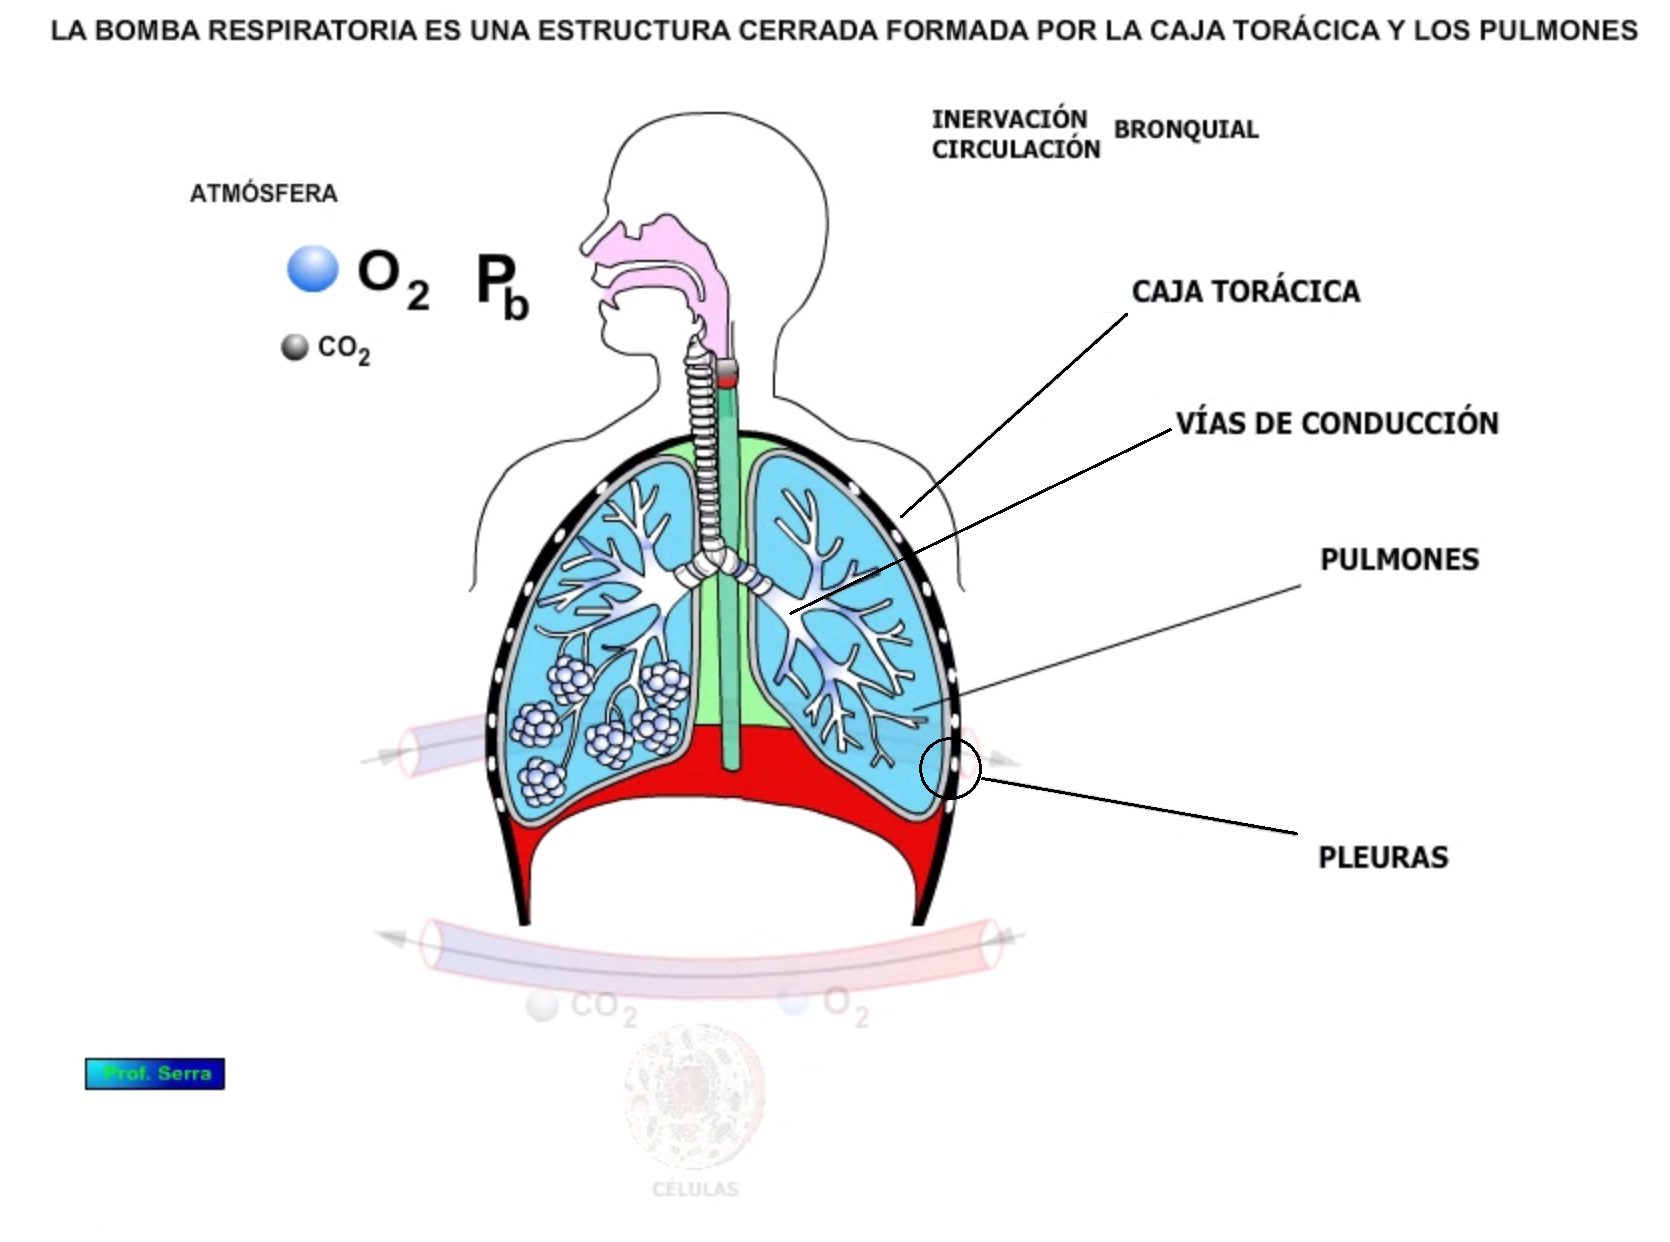 LA BOMBA RESPIRATORIA ES UNA ESTRUCTURA CERRADA FORMADA POR LA CAJA TORÁCICA Y LOS PULMONES
INERVACIÓN
CIRCULACIÓN
BRONQUIAL
ATMÓSFERA
O2 Pb
CO2
CAJA TORÁCICA
VÍAS DE CONDUCCIÓN
PULMONES
PLEURAS
CO2 O2
Prof. Serra
CÉLULAS